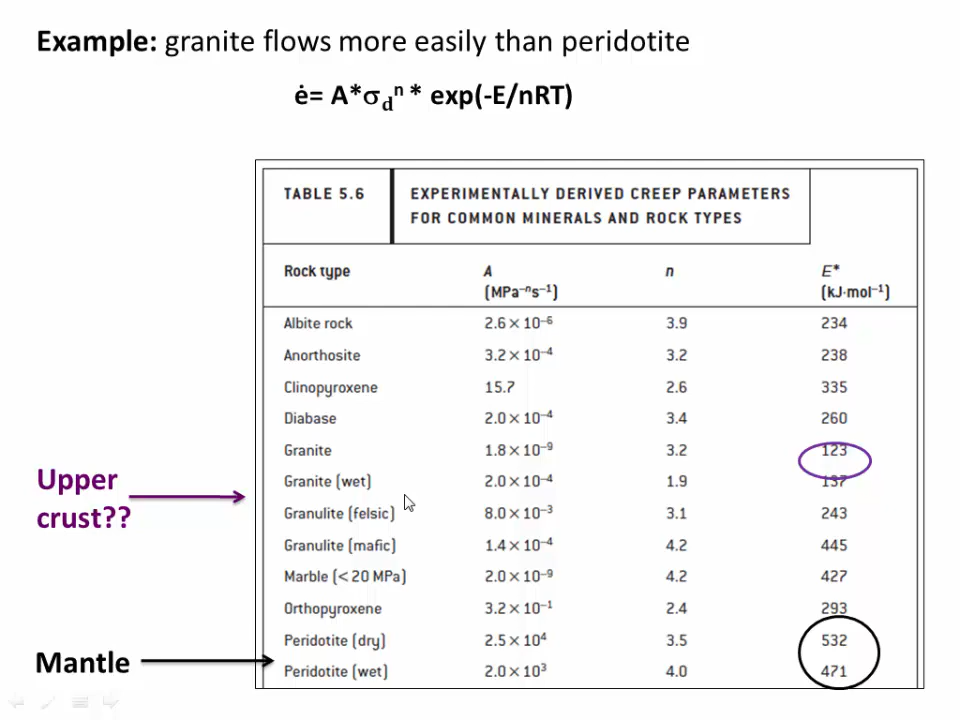 Example: granite flows more easily than peridotite
ė= A*σdⁿ * exp(-E/nRT)
TABLE 5.6 EXPERIMENTALLY DERIVED CREEP PARAMETERS
FOR COMMON MINERALS AND ROCK TYPES
Rock type A n E*
(MPa⁻ⁿs⁻¹) (kJ·mol⁻¹)
Albite rock 2.6 × 10⁻⁶ 3.9 234
Anorthosite 3.2 × 10⁻⁴ 3.2 238
Clinopyroxene 15.7 2.6 335
Diabase 2.0 × 10⁻⁴ 3.4 260
Granite 1.8 × 10⁻⁹ 3.2 123
Granite (wet) 2.0 × 10⁻⁴ 1.9 137
Granulite (felsic) 8.0 × 10⁻³ 3.1 243
Granulite (mafic) 1.4 × 10⁻⁴ 4.2 445
Marble (< 20 MPa) 2.0 × 10⁻⁹ 4.2 427
Orthopyroxene 3.2 × 10⁻¹ 2.4 293
Peridotite (dry) 2.5 × 10⁴ 3.5 532
Peridotite (wet) 2.0 × 10³ 4.0 471
Upper
crust??
Mantle